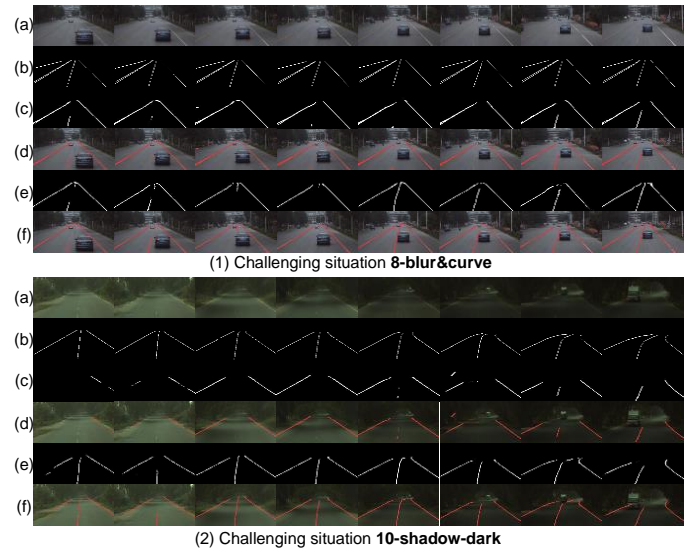 (a)
(b)
(c)
(d)
(e)
(f)
(1) Challenging situation 8-blur&curve
(a)
(b)
(c)
(d)
(e)
(f)
(2) Challenging situation 10-shadow-dark